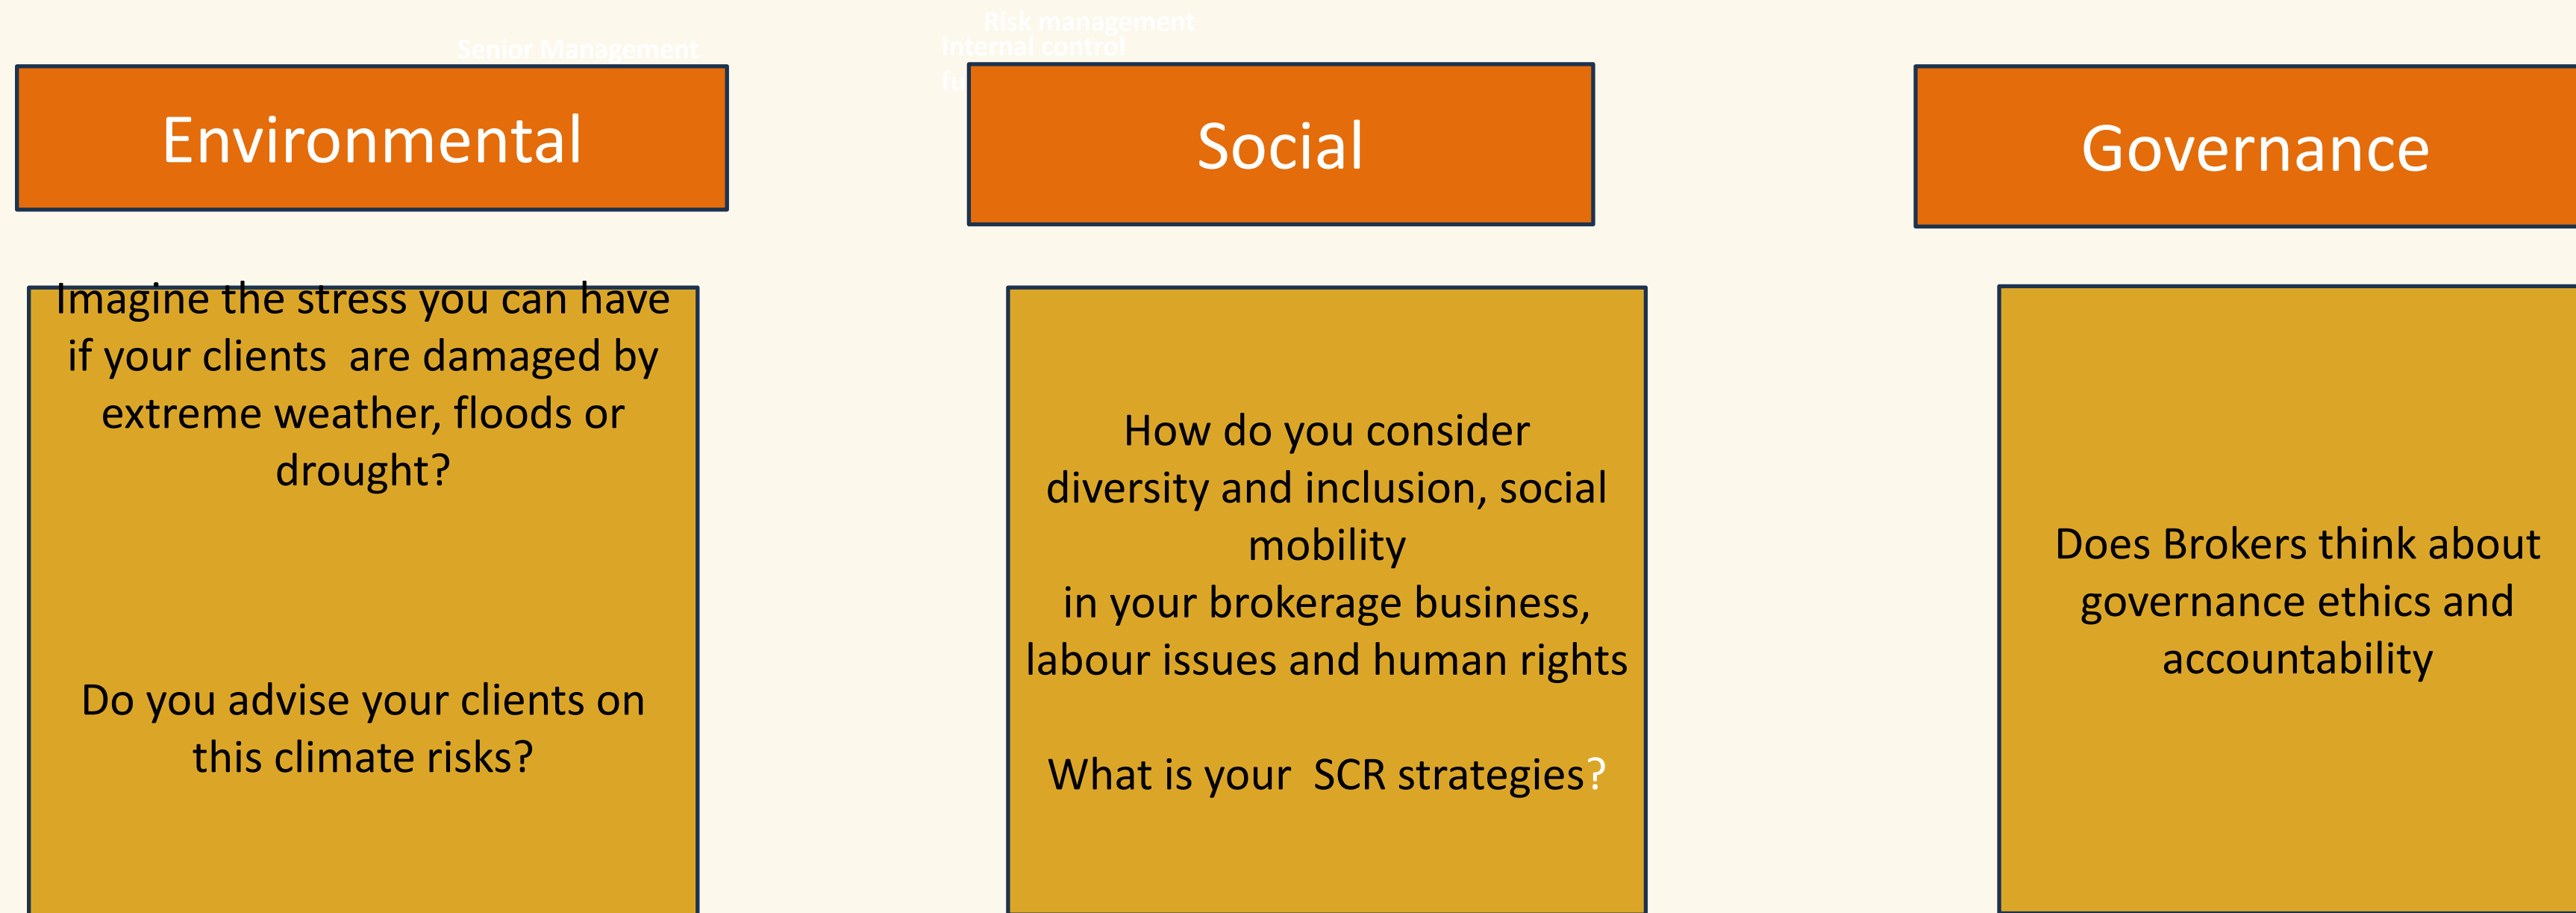 Risk management
Senior Management
Internal control
fu
Environmental
Social
Governance
Imagine the stress you can have
if your clients  are damaged by
extreme weather, floods or
drought?
Do you advise your clients on
this climate risks?
How do you consider
diversity and inclusion, social
mobility
in your brokerage business,
labour issues and human rights
What is your  SCR strategies?
Does Brokers think about
governance ethics and
accountability